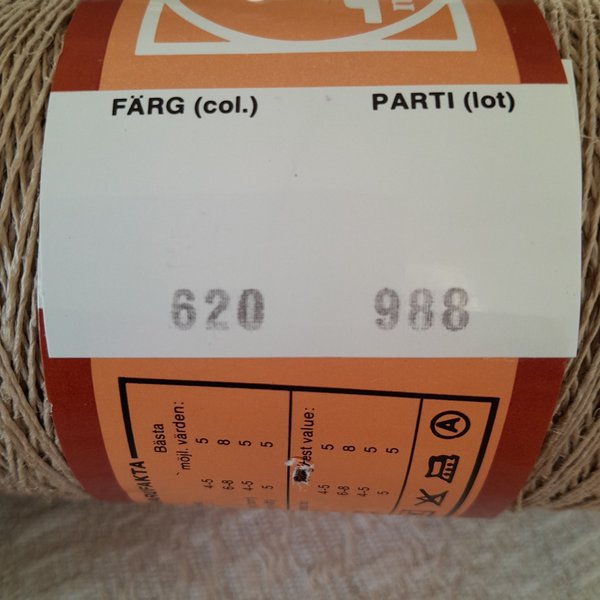 FÄRG (col.) PARTI (lot)
620 988
Bästa
möjl. värden:
4-5 5
6-8 8
4-5 5
5 5
est value:
4-5 5
6-8 8
4-5 5
5 5
A